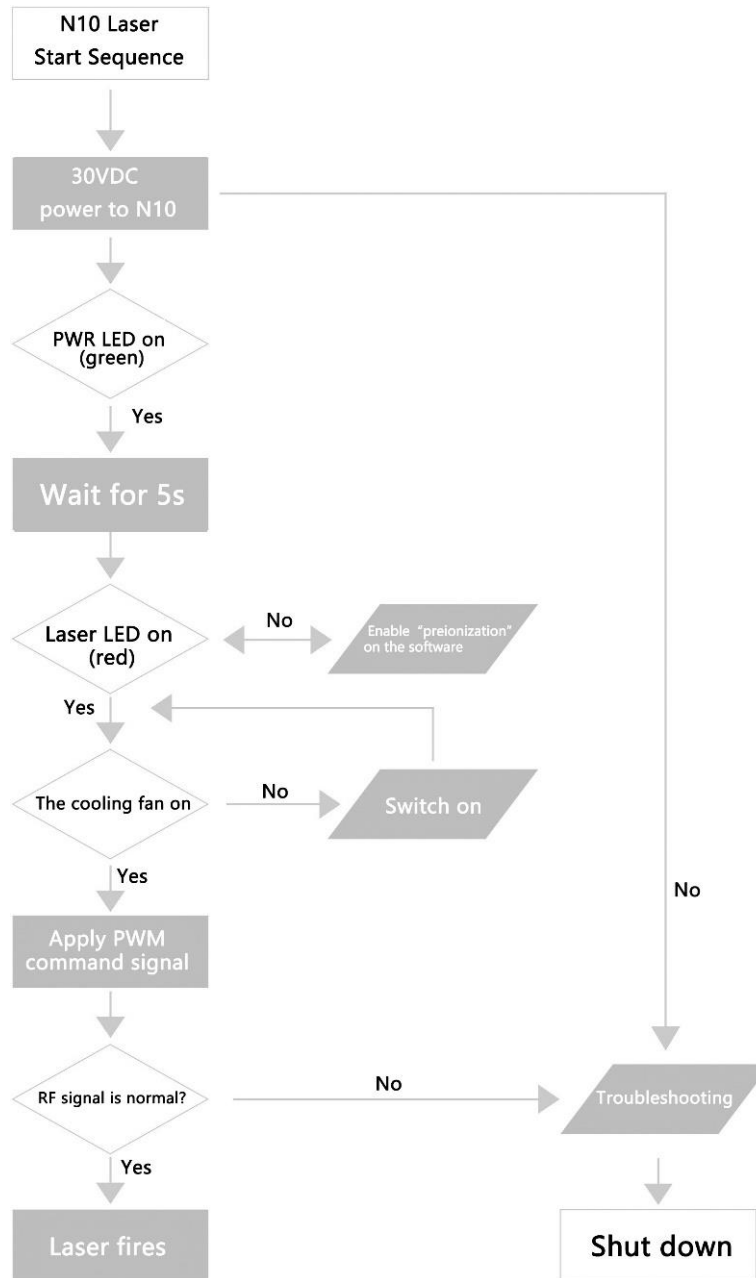 N10 Laser
Start Sequence
30VDC
power to N10
PWR LED on
(green)
Yes
Wait for 5s
Laser LED on
(red)
No
Enable “preionization”
on the software
Yes
The cooling fan on
No
Switch on
Yes
No
Apply PWM
command signal
RF signal is normal?
No
Troubleshooting
Yes
Laser fires
Shut down